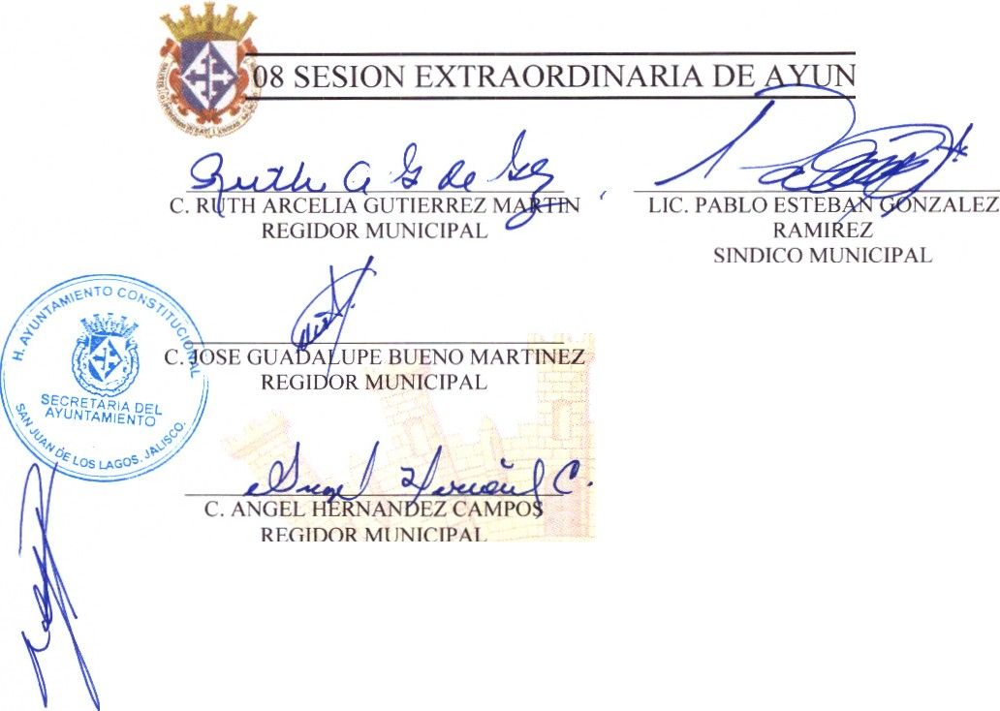 08 SESION EXTRAORDINARIA DE AYUN
Ruth A G de
C. RUTH ARCELIA GUTIERREZ MARTIN
REGIDOR MUNICIPAL
LIC. PABLO ESTEBAN GONZALEZ
RAMIREZ
SINDICO MUNICIPAL
H. AYUNTAMIENTO CONSTITUCIONAL
SECRETARIA DEL
AYUNTAMIENTO
SAN JUAN DE LOS LAGOS, JALISCO.
C. JOSE GUADALUPE BUENO MARTINEZ
REGIDOR MUNICIPAL
Angel Hernánd C.
C. ANGEL HERNANDEZ CAMPOS
REGIDOR MUNICIPAL